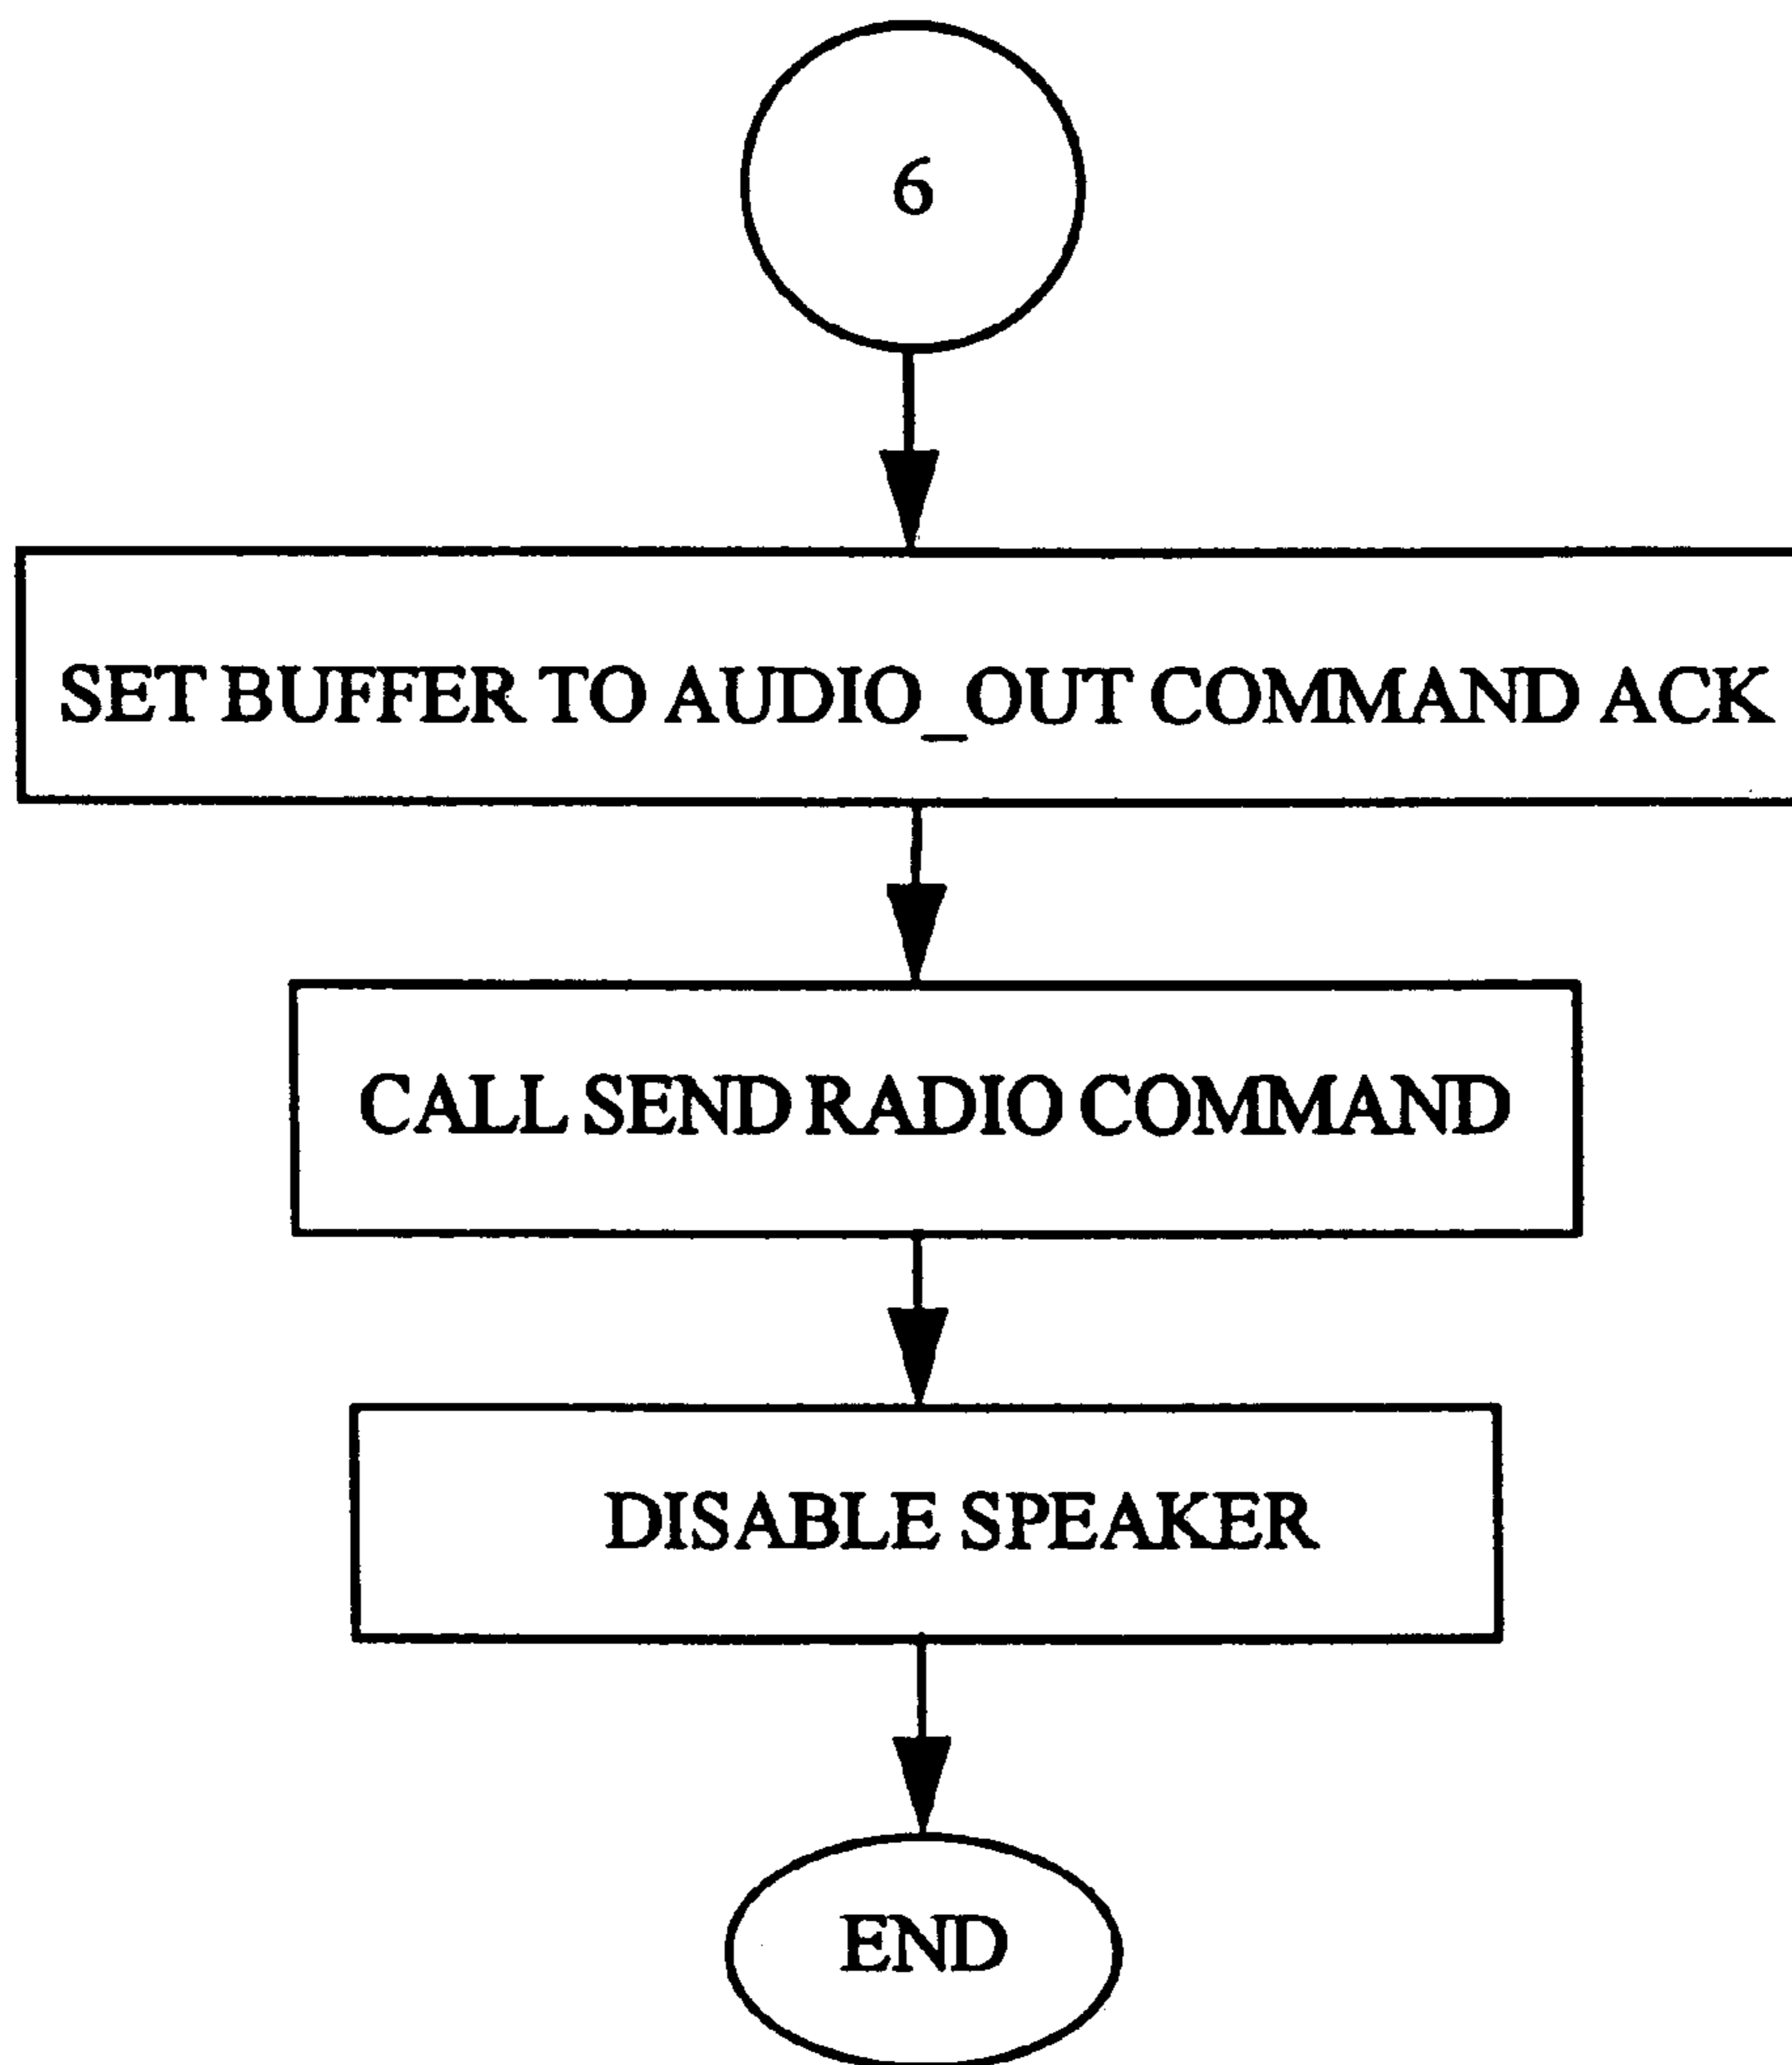 6
SET BUFFER TO AUDIO_OUT COMMAND ACK
CALL SEND RADIO COMMAND
DISABLE SPEAKER
END